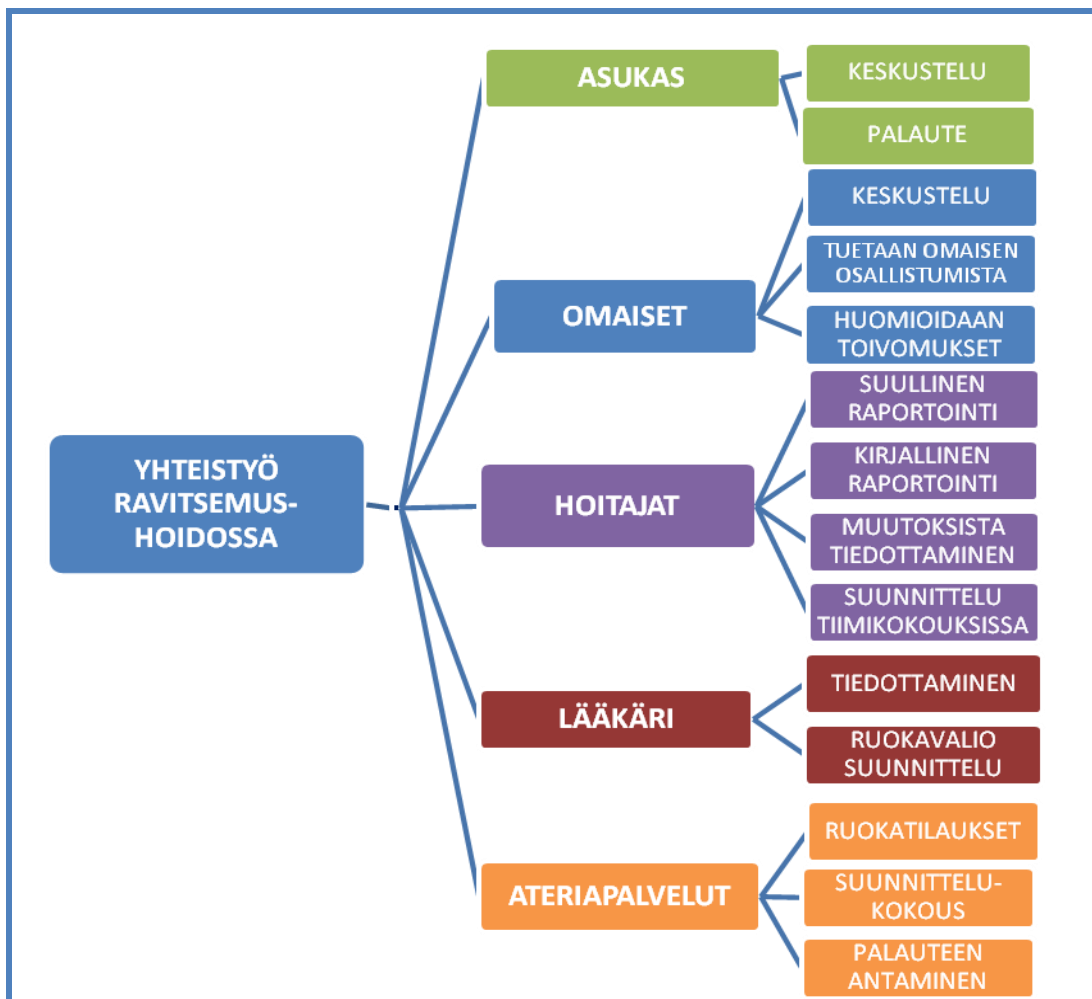 YHTEISTYÖ
RAVITSEMUS-
HOIDOSSA
ASUKAS
KESKUSTELU
PALAUTE
OMAISET
KESKUSTELU
TUETAAN OMAISEN
OSALLISTUMISTA
HUOMIOIDAAN
TOIVOMUKSET
HOITAJAT
SUULLINEN
RAPORTOINTI
KIRJALLINEN
RAPORTOINTI
MUUTOKSISTA
TIEDOTTAMINEN
SUUNNITTELU
TIIMIKOKOUKSISSA
LÄÄKÄRI
TIEDOTTAMINEN
RUOKAVALIO
SUUNNITTELU
ATERIAPALVELUT
RUOKATILAUKSET
SUUNNITTELU-
KOKOUS
PALAUTEEN
ANTAMINEN